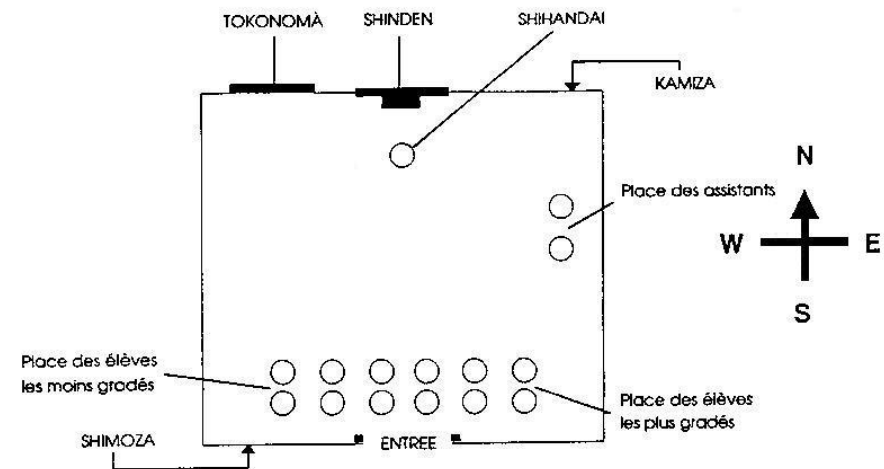 TOKONOMÀ
SHINDEN
SHIHANDAI
KAMIZA
Place des assistants
N
W
E
S
Place des élèves
les moins gradés
Place des élèves
les plus gradés
SHIMOZA
ENTREE